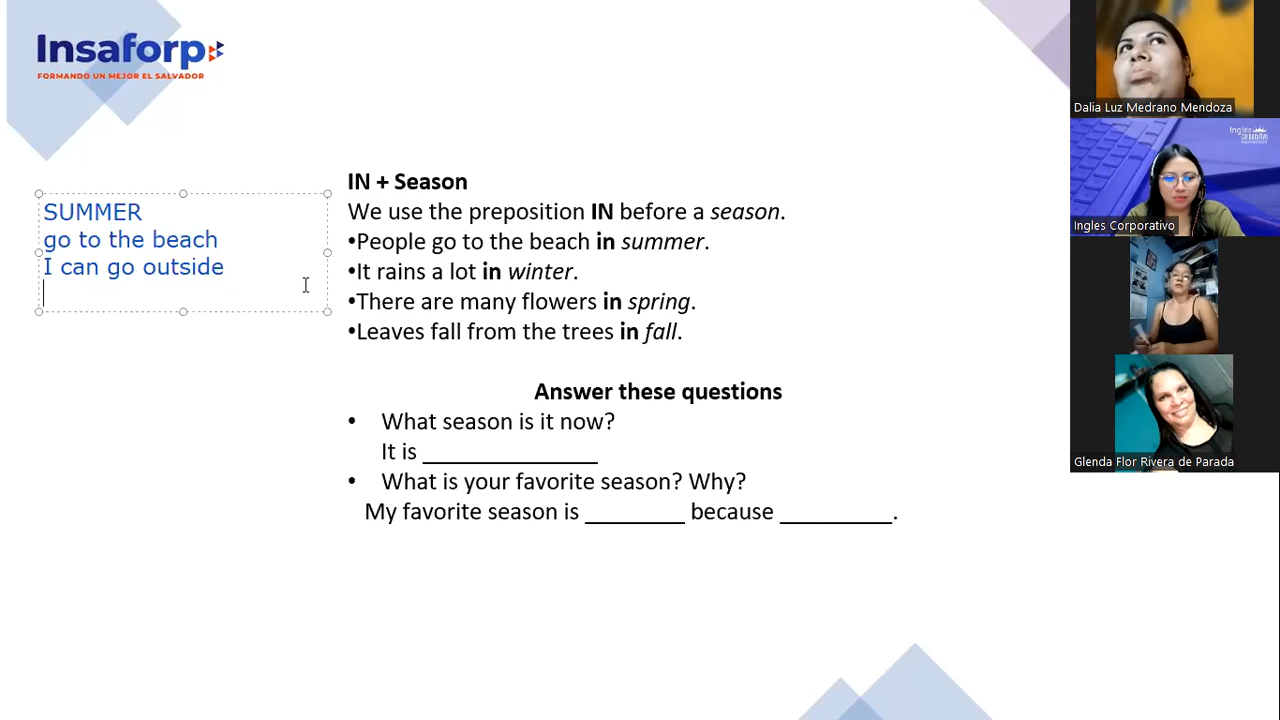 Insaforp
FORMANDO UN MEJOR EL SALVADOR
SUMMER
go to the beach
I can go outside
IN + Season
We use the preposition IN before a season.
•People go to the beach in summer.
•It rains a lot in winter.
•There are many flowers in spring.
•Leaves fall from the trees in fall.
Answer these questions
• What season is it now?
It is _______________
• What is your favorite season? Why?
My favorite season is ________ because _________.
Dalia Luz Medrano Mendoza
Ingles Corporativo
Ingles Corporativo
Glenda Flor Rivera de Parada